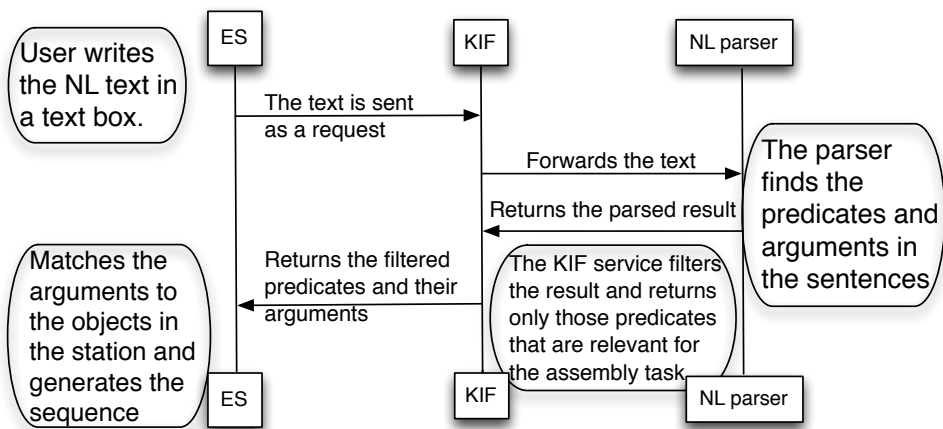 ES
KIF
NL parser
User writes
the NL text in
a text box.
The text is sent
as a request
Forwards the text
The parser
finds the
predicates and
arguments in
the sentences
Returns the parsed result
Matches the
arguments to
the objects in
the station and
generates the
sequence
Returns the filtered
predicates and their
arguments
The KIF service filters
the result and returns
only those predicates
that are relevant for
the assembly task
ES
KIF
NL parser